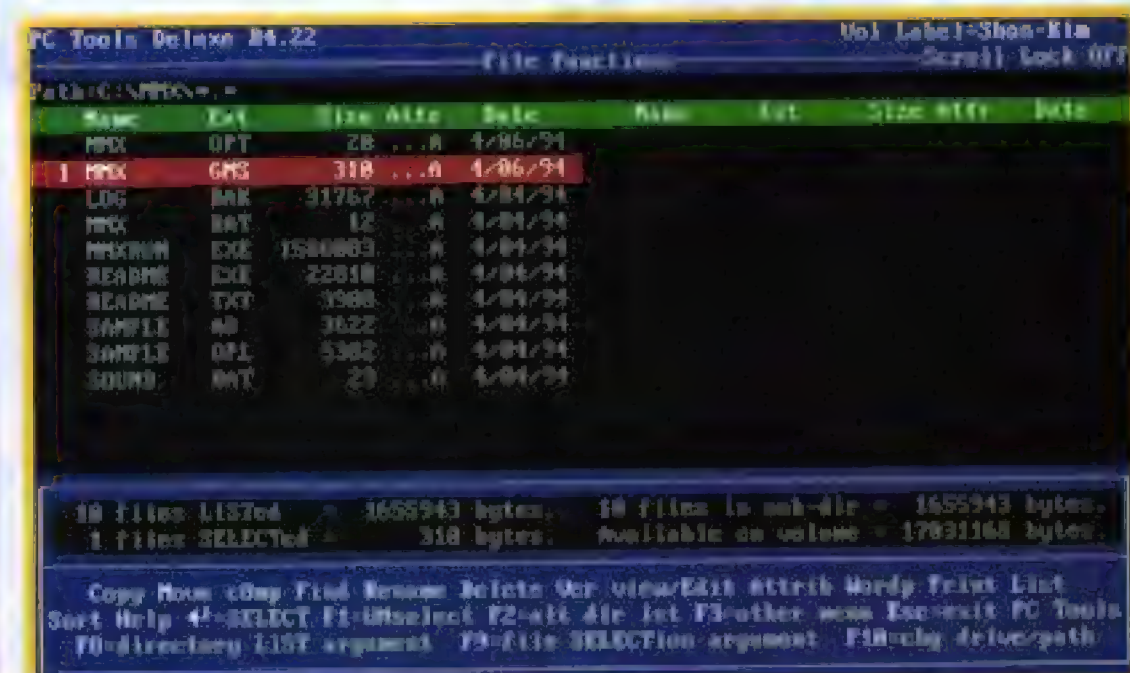 PC Tools Deluxe R4.22
Vol Label=Shon-Kim
File Functions
Scroll Lock OFF
Path=C:\MMX\*.*
Name Ext Size Attr Date Name Ext Size Attr Date
MMX OPT 20 ...A 4/06/94
1 MMX GMS 310 ...A 4/06/94
LOG BAK 31767 ...A 4/04/94
MMX BAT 12 ...A 4/04/94
MMXRUN EXE ...A 4/04/94
README EXE 22810 ...A 4/04/94
README TXT 3980 ...A 4/04/94
SAMPLE AD 3622 ...A 4/04/94
SAMPLE OPL 5302 ...A 4/04/94
SOUND DAT 29 ...A 4/04/94
10 files LISTed = 1655943 bytes. 10 files in sub-dir = 1655943 bytes.
1 files SELECTed = 310 bytes. Available on volume = 17031168 bytes.
Copy Move cOmp Find Rename Delete Ver view/Edit Attrib Wordp Print List
Sort Help ↵=SELECT F1=UNselect F2=alt dir lst F3=other menu Esc=exit PC Tools
F8=directory LIST argument F9=file SELECTion argument F10=chg drive/path